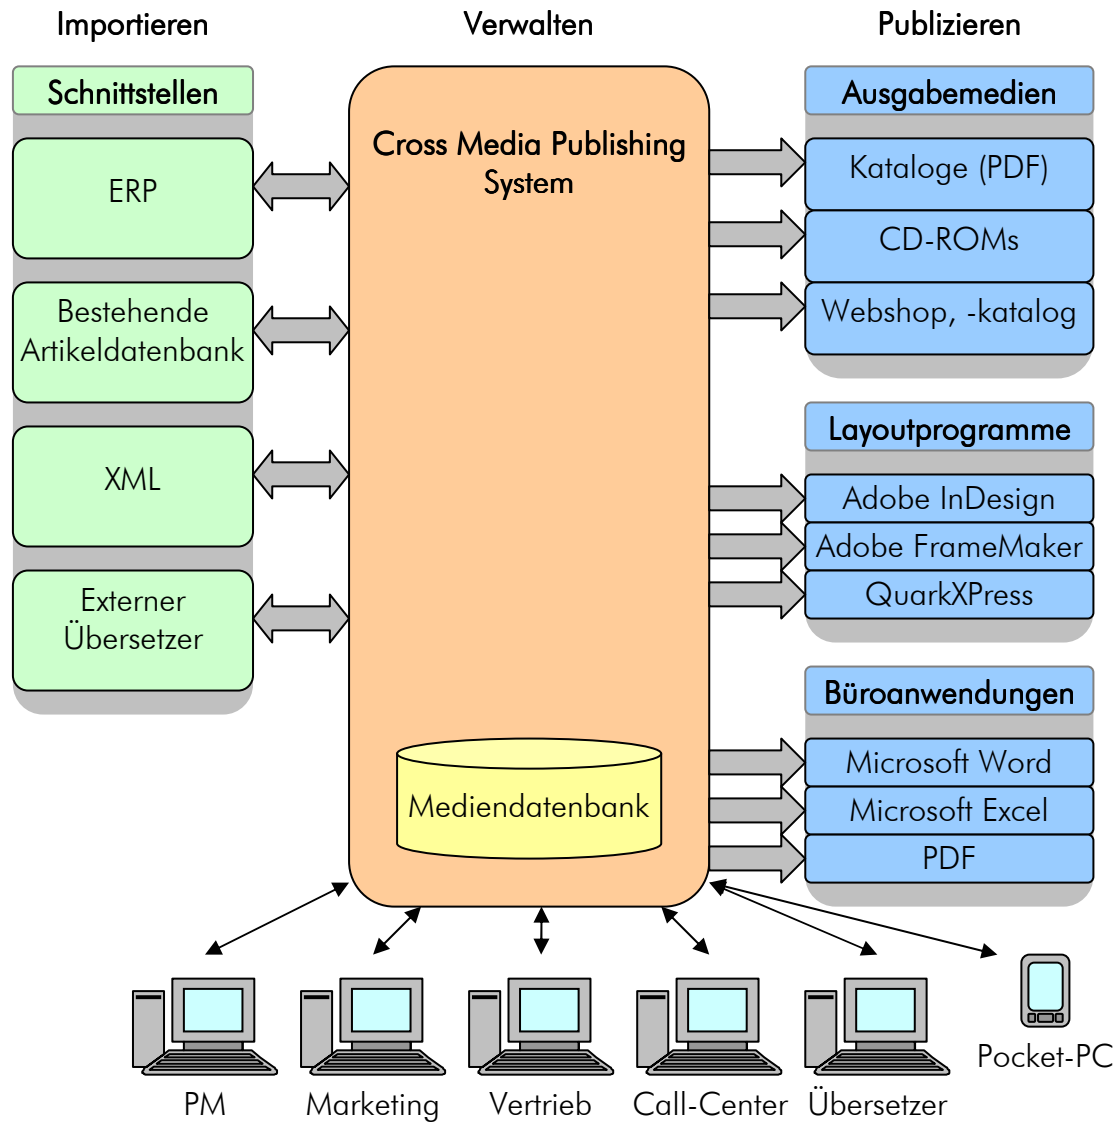 Importieren
Verwalten
Publizieren
Schnittstellen
ERP
Bestehende
Artikeldatenbank
XML
Externer
Übersetzer
Cross Media Publishing
System
Mediendatenbank
Ausgabemedien
Kataloge (PDF)
CD-ROMs
Webshop, -katalog
Layoutprogramme
Adobe InDesign
Adobe FrameMaker
QuarkXPress
Büroanwendungen
Microsoft Word
Microsoft Excel
PDF
PM
Marketing
Vertrieb
Call-Center
Übersetzer
Pocket-PC